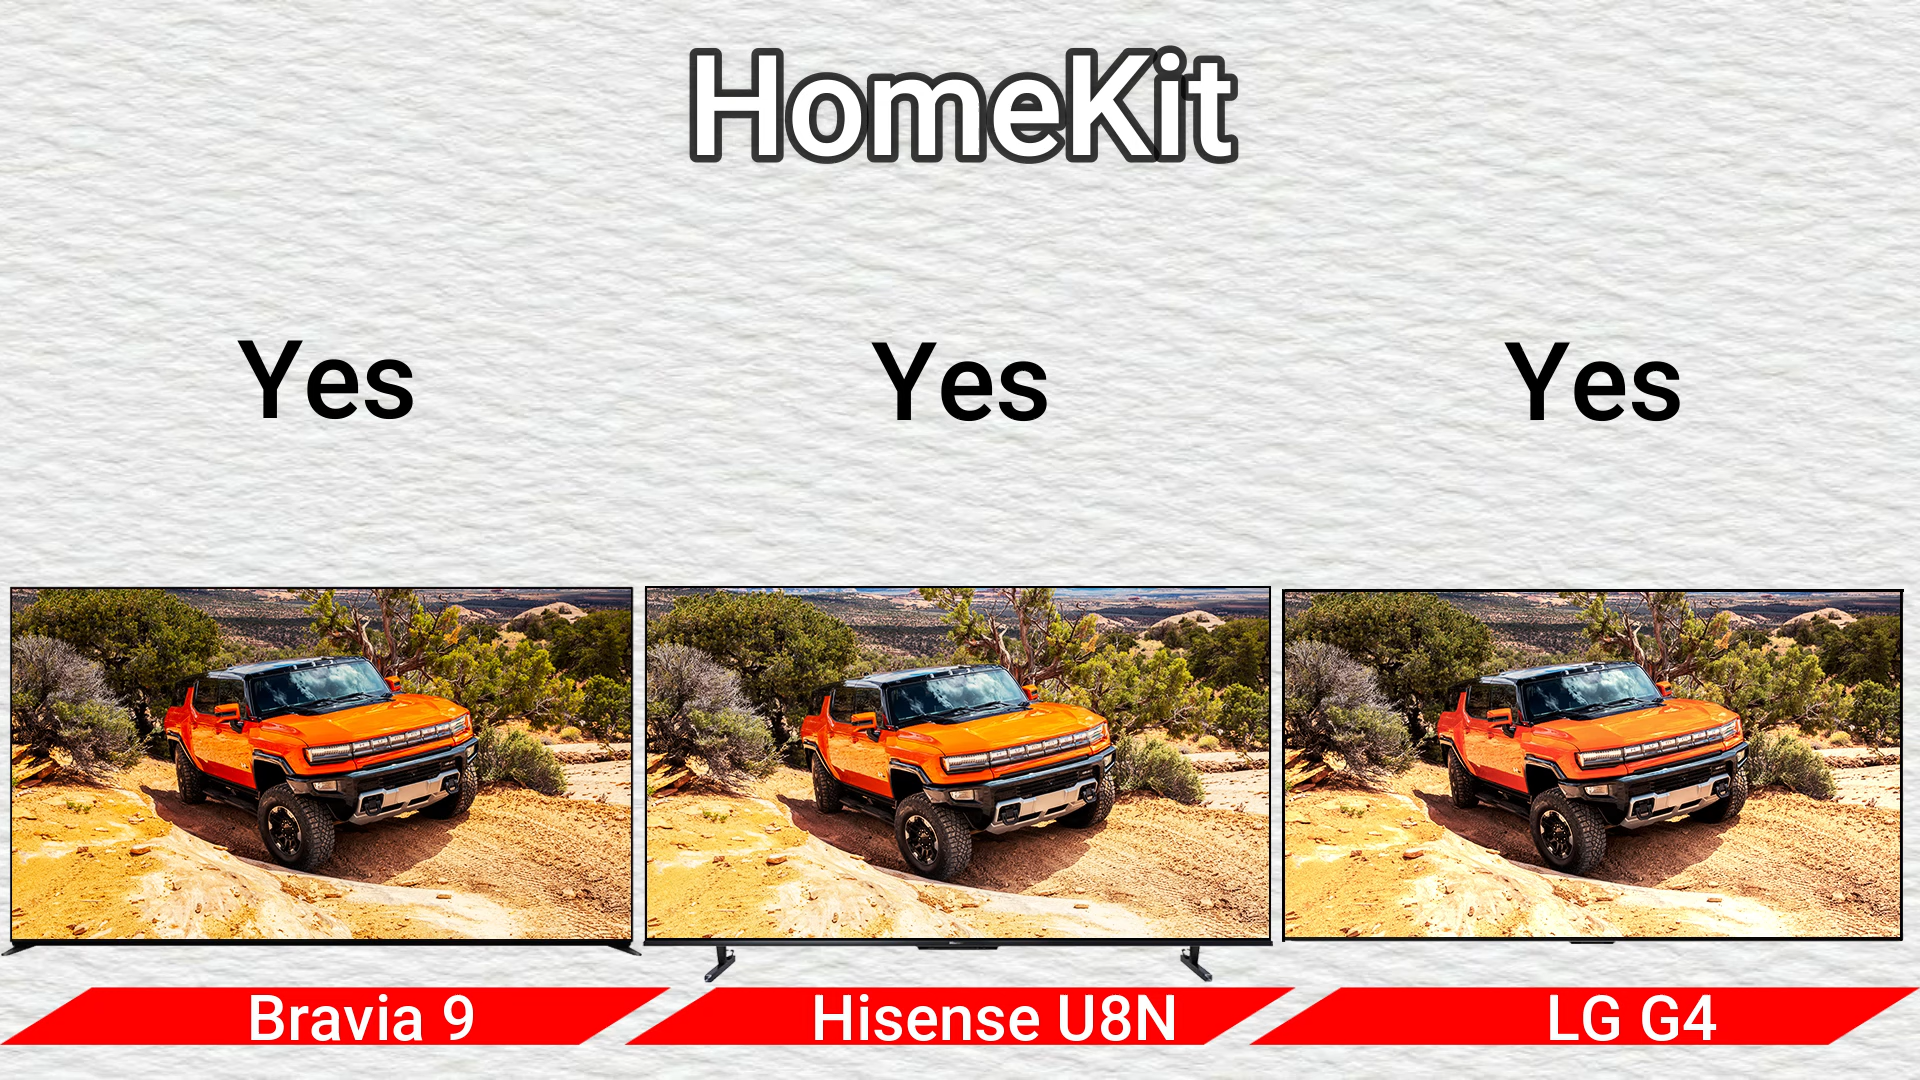 HomeKit
Yes
Yes
Yes
Bravia 9
Hisense U8N
LG G4